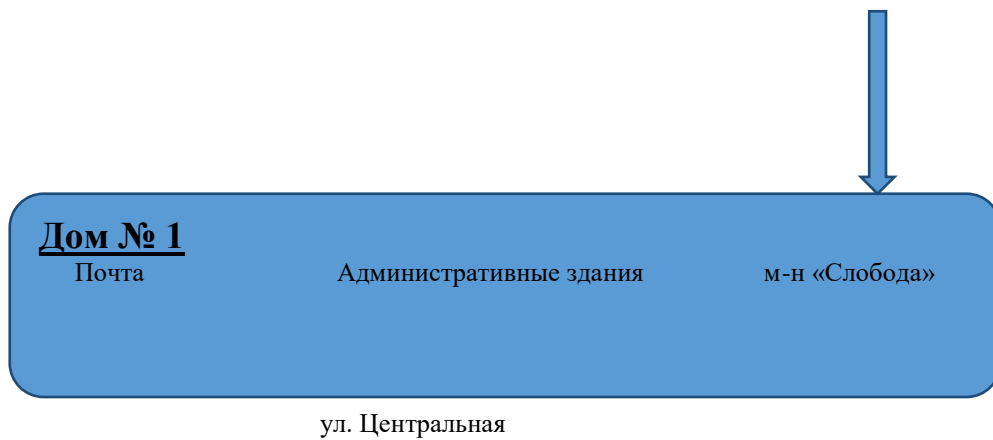 Дом № 1
Почта Административные здания м-н «Слобода»
ул. Центральная